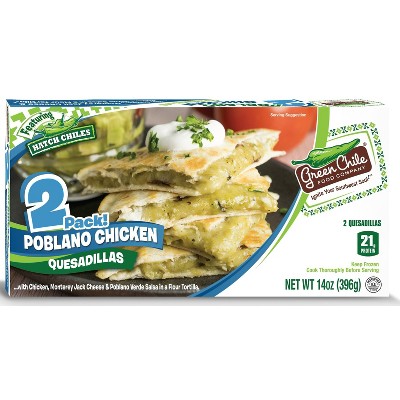 Featuring
HATCH CHILES
Serving Suggestion
Green Chile
FOOD COMPANY
Ignite Your Southwest Soul!
2
Pack!
POBLANO CHICKEN
QUESADILLAS
2 QUESADILLAS
21g
PROTEIN
Keep Frozen
Cook Thoroughly Before Serving
...with Chicken, Monterey Jack Cheese & Poblano Verde Salsa in a Flour Tortilla.
NET WT 14oz (396g)